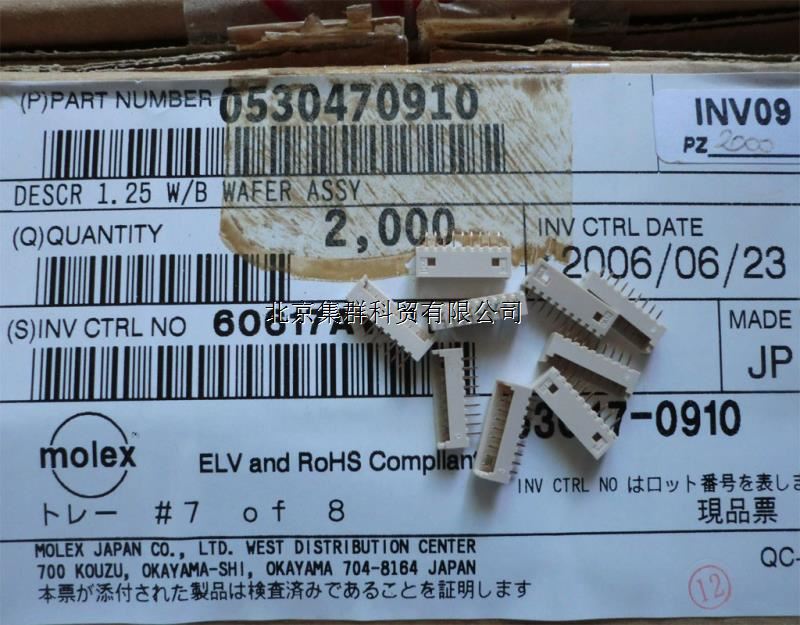 (P)PART NUMBER 0530470910
INV09
PZ 2000
DESCR 1.25 W/B WAFER ASSY
(Q)QUANTITY 2,000
INV CTRL DATE
2006/06/23
北京集群科贸有限公司
(S)INV CTRL NO
MADE
JP
-0910
molex
ELV and RoHS Compliant
INV CTRL NO はロット番号を表しま
トレー #7 of 8
現品票
MOLEX JAPAN CO., LTD. WEST DISTRIBUTION CENTER
700 KOUZU, OKAYAMA-SHI, OKAYAMA 704-8164 JAPAN
QC-
本票が添付された製品は検査済みであることを証明します
12